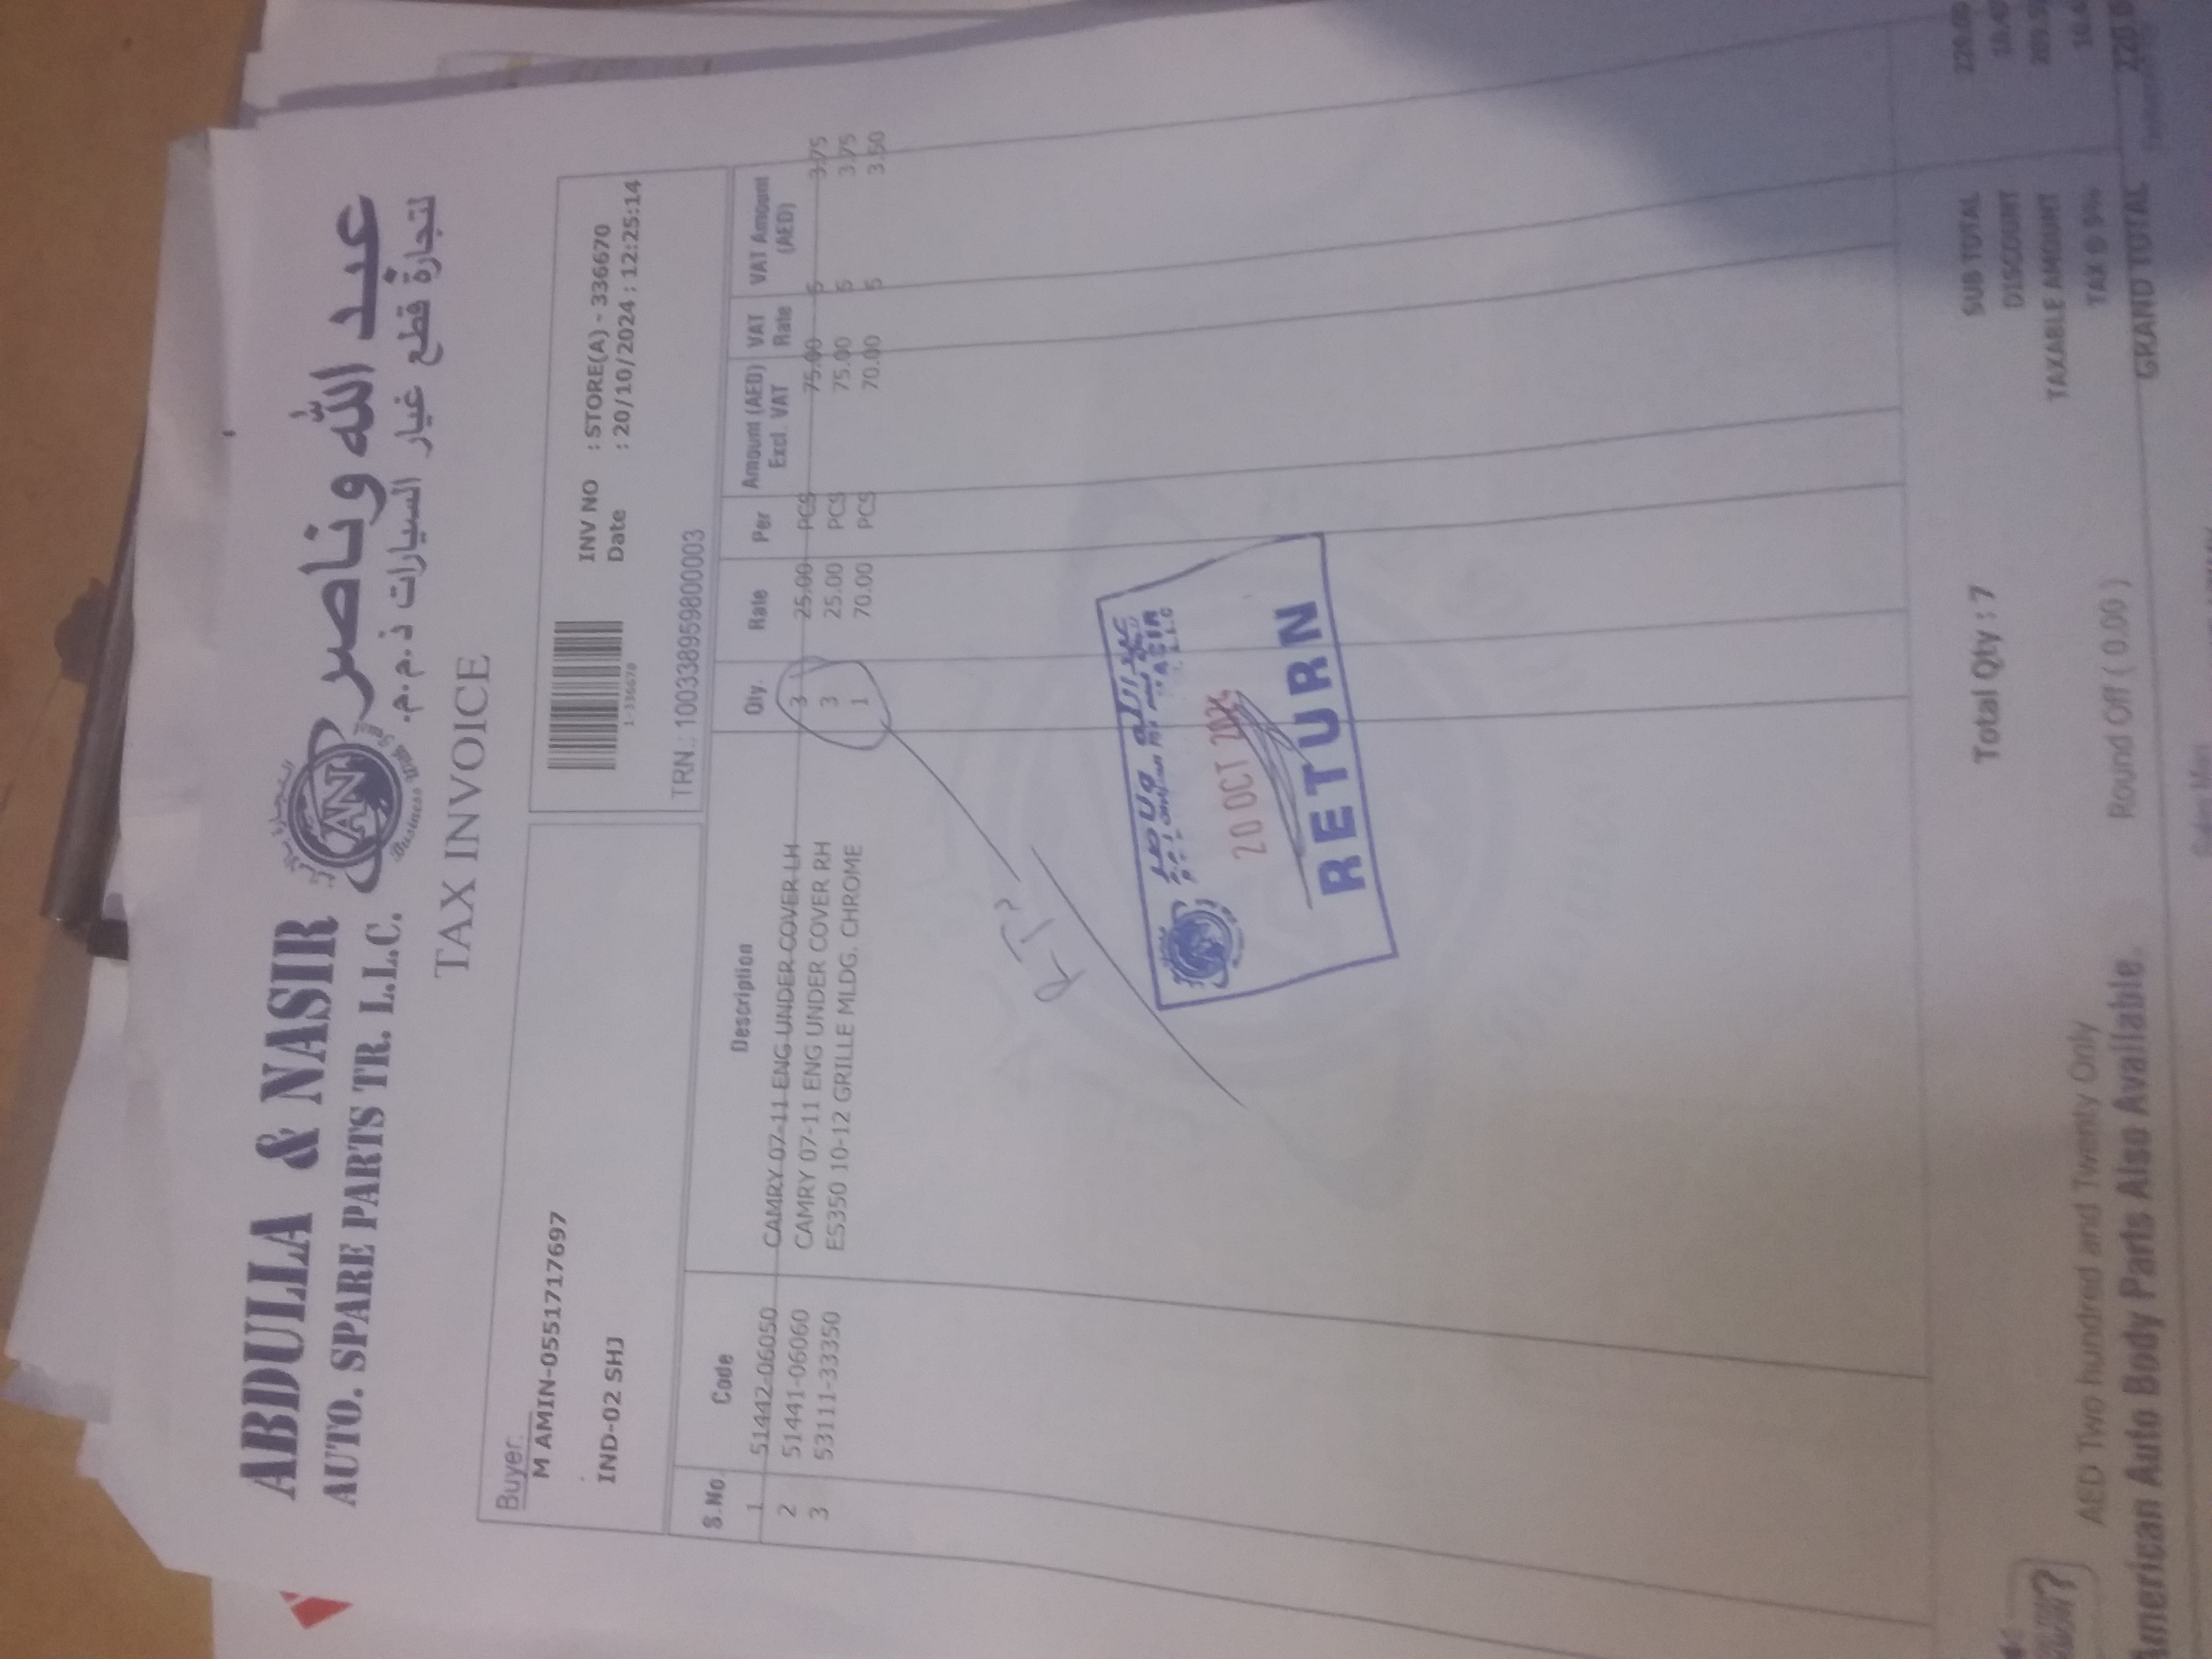 ABDULLA & NASIR عبد الله وناصر
AUTO. SPARE PARTS TR. L.L.C. لتجارة قطع غيار السيارات ذ.م.م.
AN
TAX INVOICE
Buyer:
M AMIN-0551717697
IND-02 SHJ
1-336670
INV NO : STORE(A) - 336670
Date : 20/10/2024 : 12:25:14
TRN.: 100338959800003
S.No. Code Description Qty. Rate Per Amount (AED) Excl. VAT VAT Rate VAT Amount (AED)
1 51442-06050 CAMRY 07-11 ENG UNDER COVER LH 3 25.00 PCS 75.00 5 3.75
2 51441-06060 CAMRY 07-11 ENG UNDER COVER RH 3 25.00 PCS 75.00 5 3.75
3 53111-33350 ES350 10-12 GRILLE MLDG. CHROME 1 70.00 PCS 70.00 5 3.50
20 OCT
RETURN
Total Qty : 7
SUB TOTAL
DISCOUNT
TAXABLE AMOUNT
AED Two hundred and Twenty Only
Round Off ( 0.00 )
TAX @ 5%
GRAND TOTAL
American Auto Body Parts Also Available.